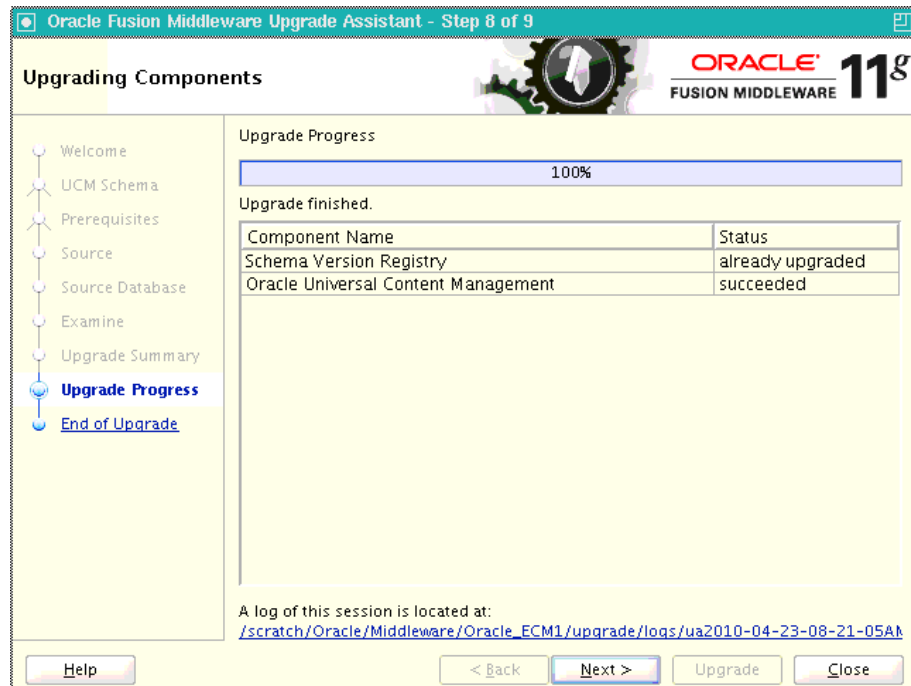 Oracle Fusion Middleware Upgrade Assistant - Step 8 of 9
Upgrading Components
ORACLE 11g
FUSION MIDDLEWARE
Welcome
UCM Schema
Prerequisites
Source
Source Database
Examine
Upgrade Summary
Upgrade Progress
End of Upgrade
Upgrade Progress
100%
Upgrade finished.
Component Name Status
Schema Version Registry already upgraded
Oracle Universal Content Management succeeded
A log of this session is located at:
/scratch/Oracle/Middleware/Oracle_ECM1/upgrade/logs/ua2010-04-23-08-21-05AM
Help < Back Next > Upgrade Close